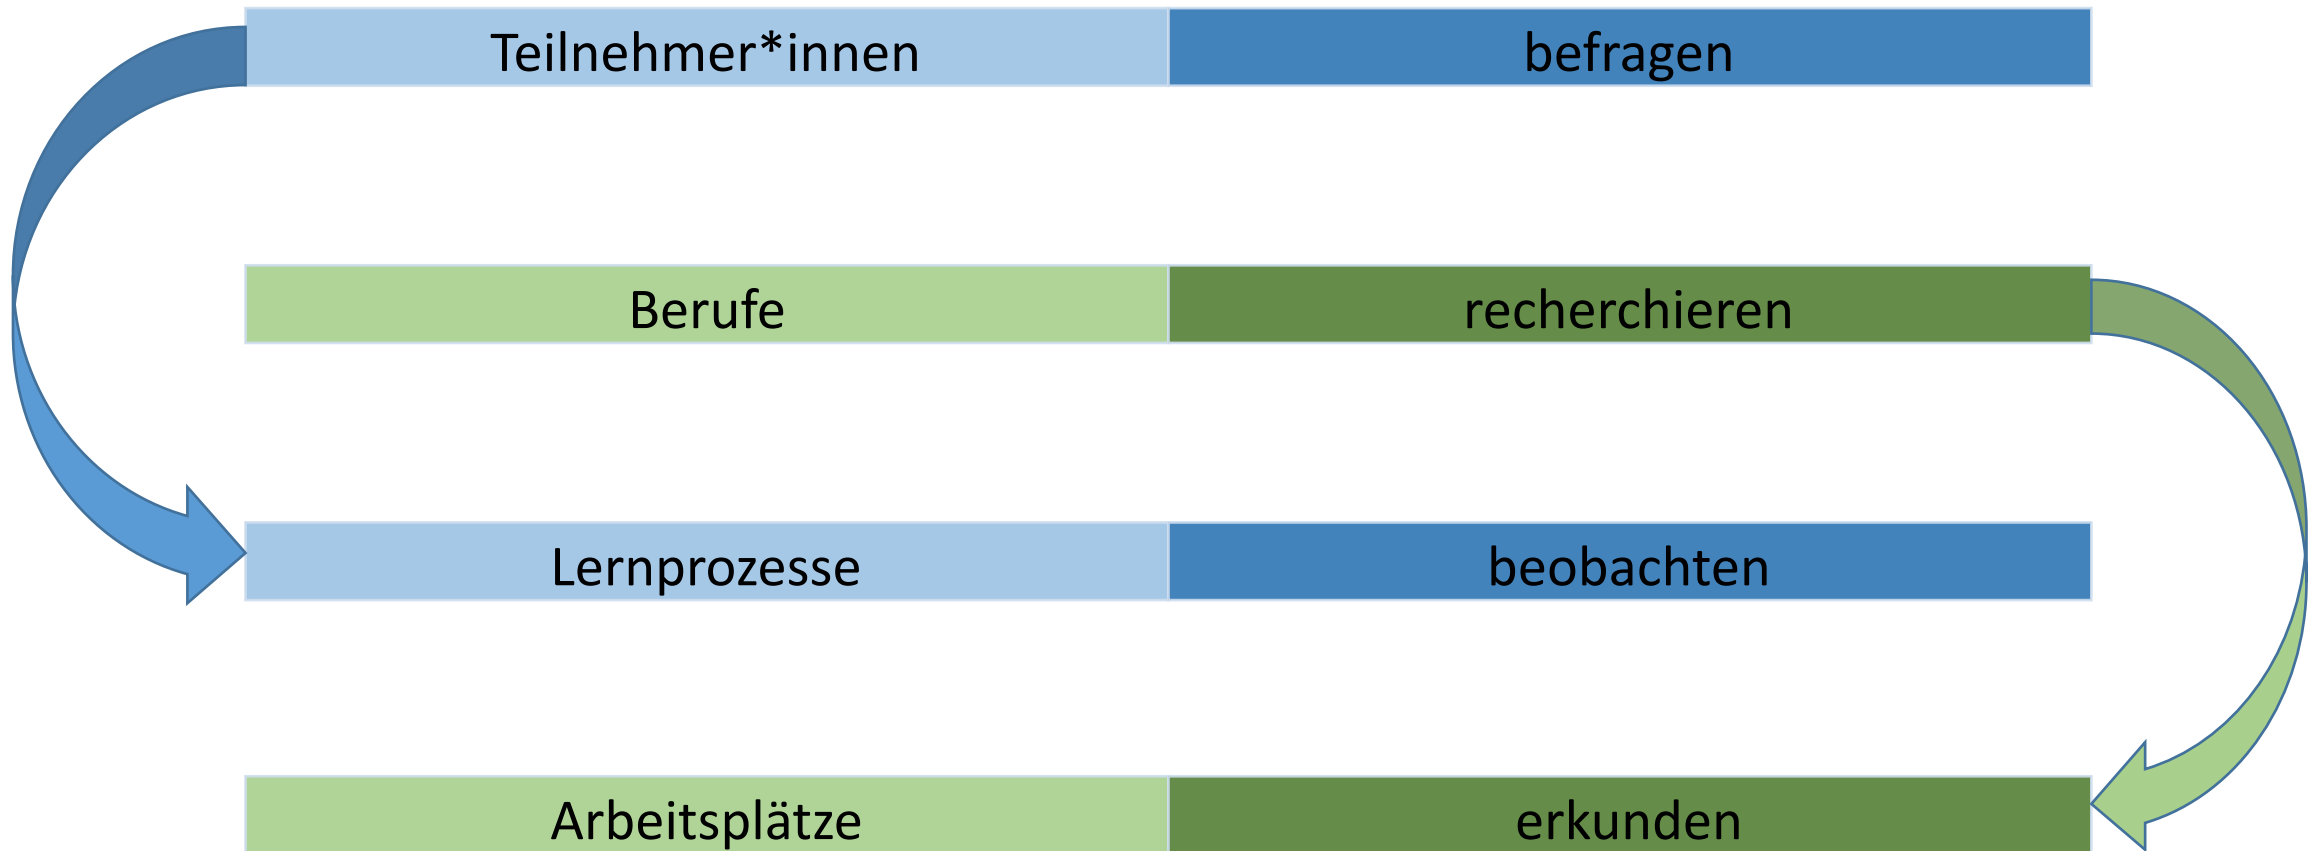 Teilnehmer*innen befragen
Berufe recherchieren
Lernprozesse beobachten
Arbeitsplätze erkunden